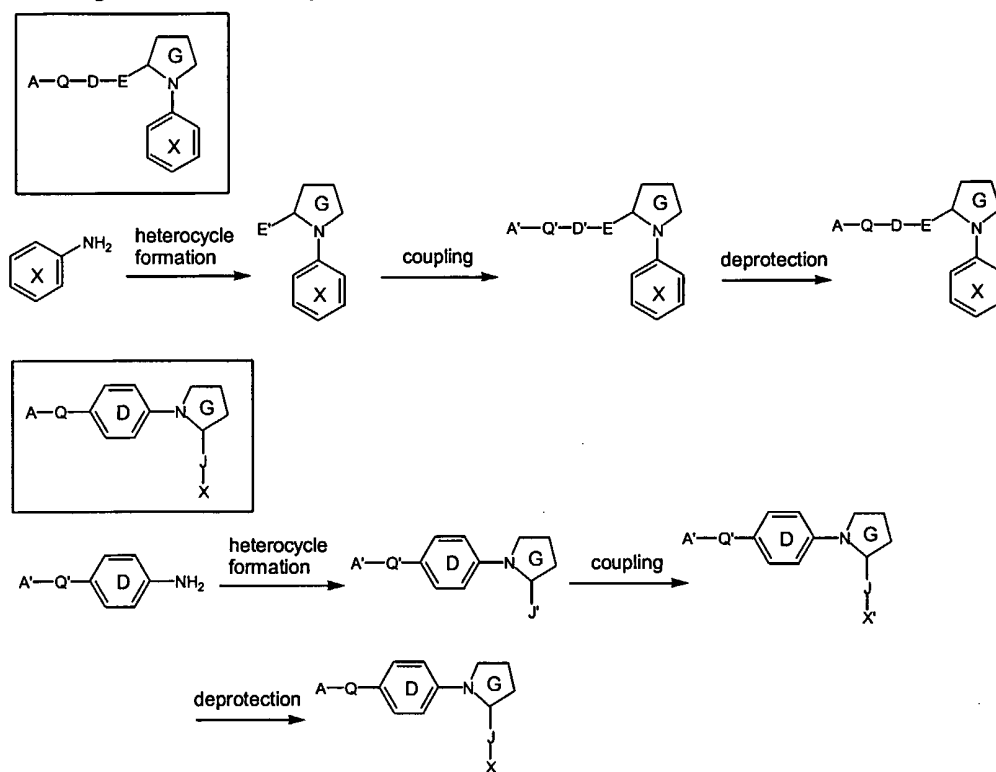 G
A-Q-D-E
N
X
NH2
X
heterocycle
formation
E'
G
N
X
coupling
A'-Q'-D'-E
G
N
X
deprotection
A-Q-D-E
G
N
X
A-Q
D
N
G
J
X
A'-Q'
D
NH2
heterocycle
formation
A'-Q'
D
N
G
J'
coupling
A'-Q'
D
N
G
J
X'
deprotection
A-Q
D
N
G
J
X